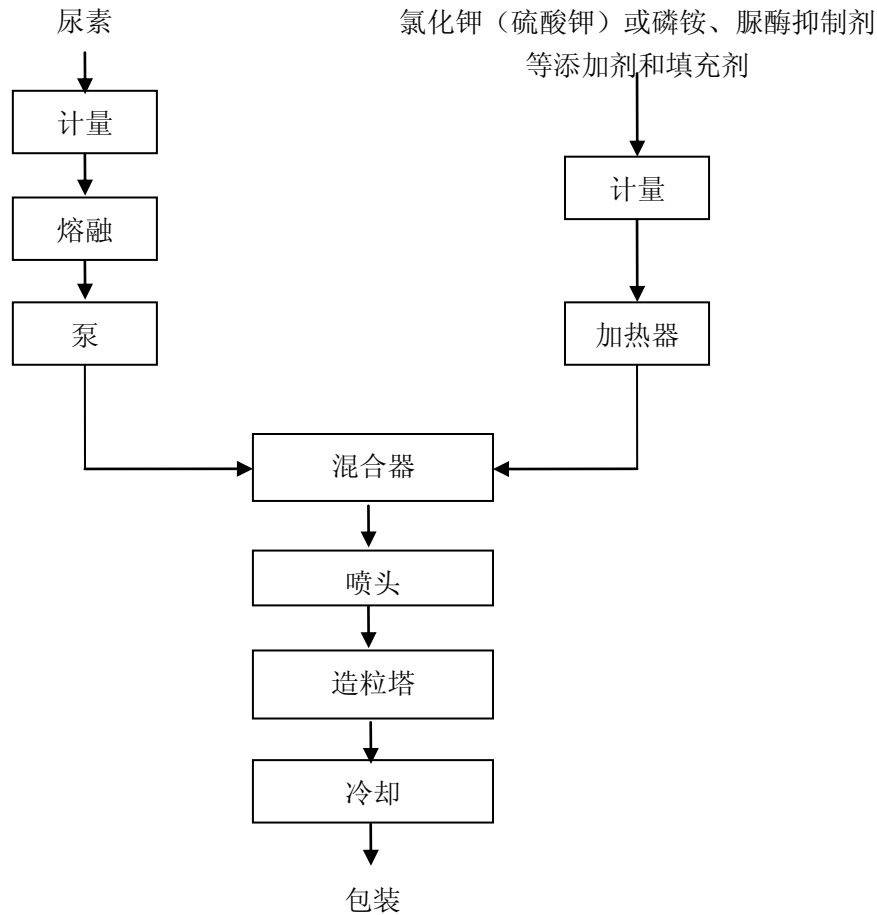 尿素
氯化钾（硫酸钾）或磷铵、脲酶抑制剂
等添加剂和填充剂
计量
计量
熔融
泵
加热器
混合器
喷头
造粒塔
冷却
包装